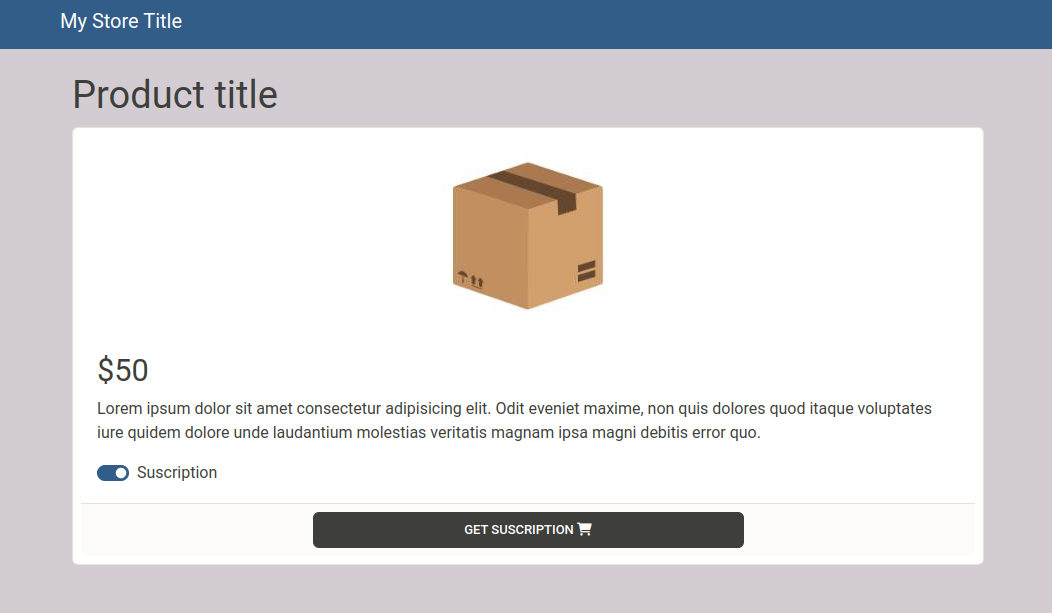 My Store Title
Product title
$50
Lorem ipsum dolor sit amet consectetur adipisicing elit. Odit eveniet maxime, non quis dolores quod itaque voluptates
iure quidem dolore unde laudantium molestias veritatis magnam ipsa magni debitis error quo.
Suscription
GET SUSCRIPTION